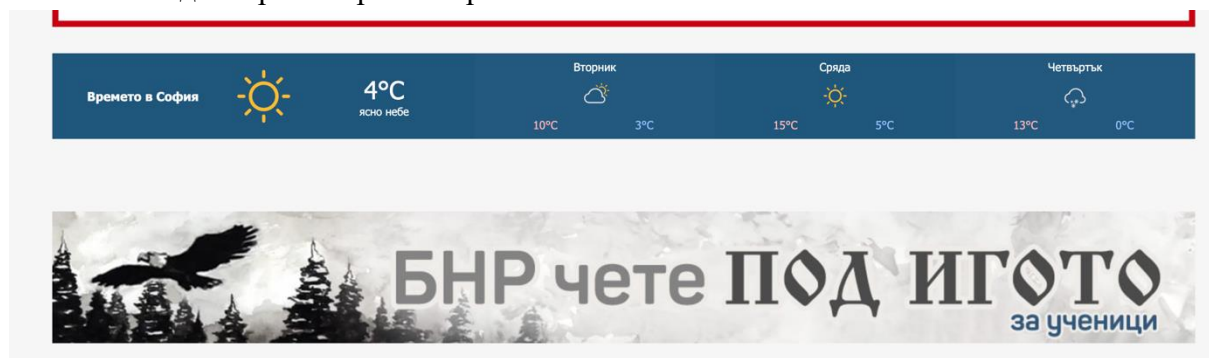 Времето в София
4°C
ясно небе
Вторник
10°C 3°C
Сряда
15°C 5°C
Четвъртък
13°C 0°C
БНР чете ПОД ИГОТО
за ученици